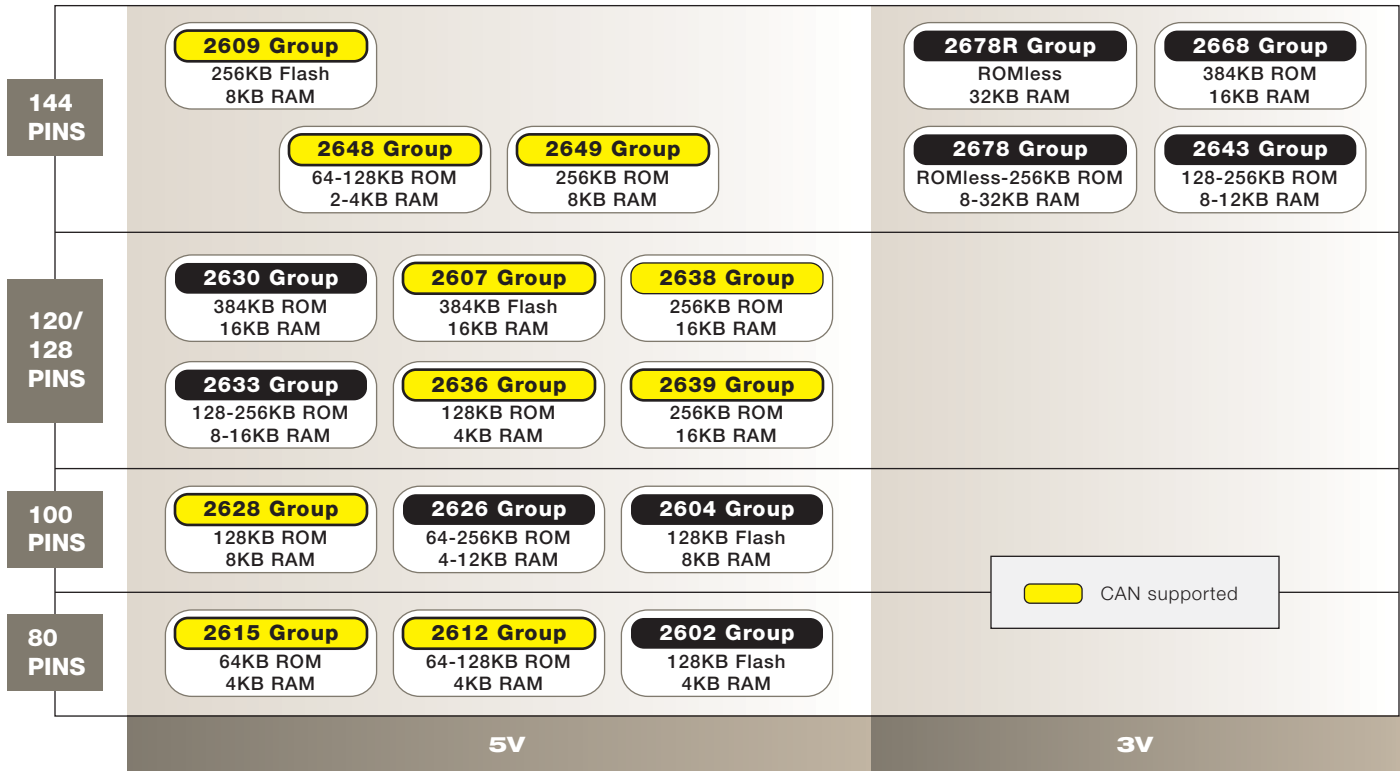 144
PINS
2609 Group
256KB Flash
8KB RAM
2648 Group
64-128KB ROM
2-4KB RAM
2649 Group
256KB ROM
8KB RAM
2678R Group
ROMless
32KB RAM
2668 Group
384KB ROM
16KB RAM
2678 Group
ROMless-256KB ROM
8-32KB RAM
2643 Group
128-256KB ROM
8-12KB RAM
120/
128
PINS
2630 Group
384KB ROM
16KB RAM
2607 Group
384KB Flash
16KB RAM
2638 Group
256KB ROM
16KB RAM
2633 Group
128-256KB ROM
8-16KB RAM
2636 Group
128KB ROM
4KB RAM
2639 Group
256KB ROM
16KB RAM
100
PINS
2628 Group
128KB ROM
8KB RAM
2626 Group
64-256KB ROM
4-12KB RAM
2604 Group
128KB Flash
8KB RAM
CAN supported
80
PINS
2615 Group
64KB ROM
4KB RAM
2612 Group
64-128KB ROM
4KB RAM
2602 Group
128KB Flash
4KB RAM
5V
3V